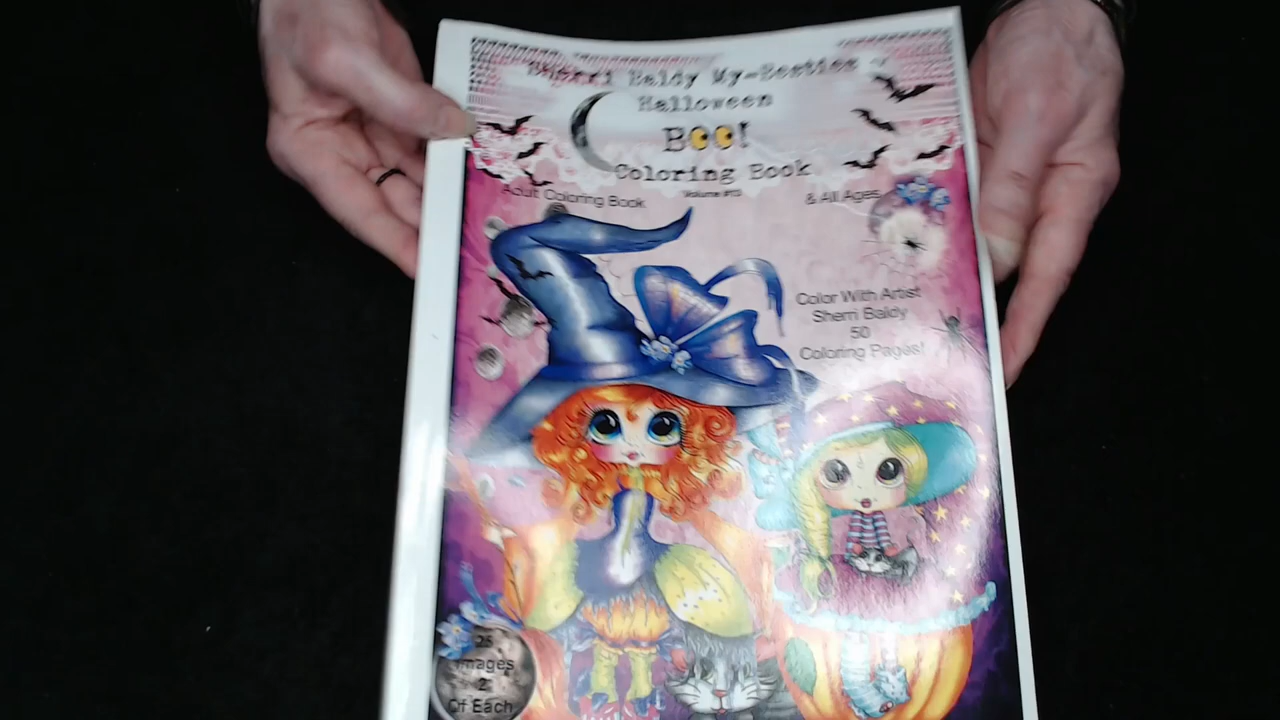 Sherri Baldy My-Besties
Halloween
BOO!
Coloring Book
Adult Coloring Book
& All Ages
Color With Artist
Sherri Baldy
50
Coloring Pages!
25
Images
2
Of Each